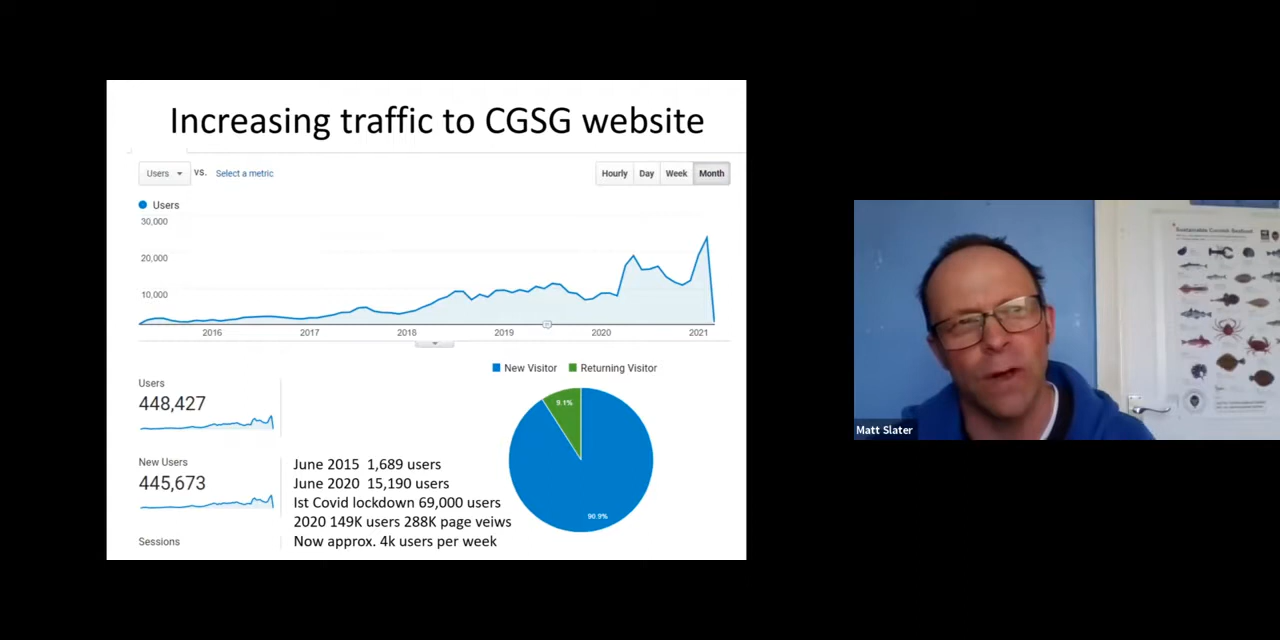 Increasing traffic to CGSG website
Users
vs.
Select a metric
Hourly
Day
Week
Month
Users
30,000
20,000
10,000
2016
2017
2018
2019
2020
2021
New Visitor
Returning Visitor
9.1%
90.9%
Users
448,427
New Users
445,673
Sessions
June 2015 1,689 users
June 2020 15,190 users
Ist Covid lockdown 69,000 users
2020 149K users 288K page veiws
Now approx. 4k users per week
Sustainable Cornish Seafood
Matt Slater